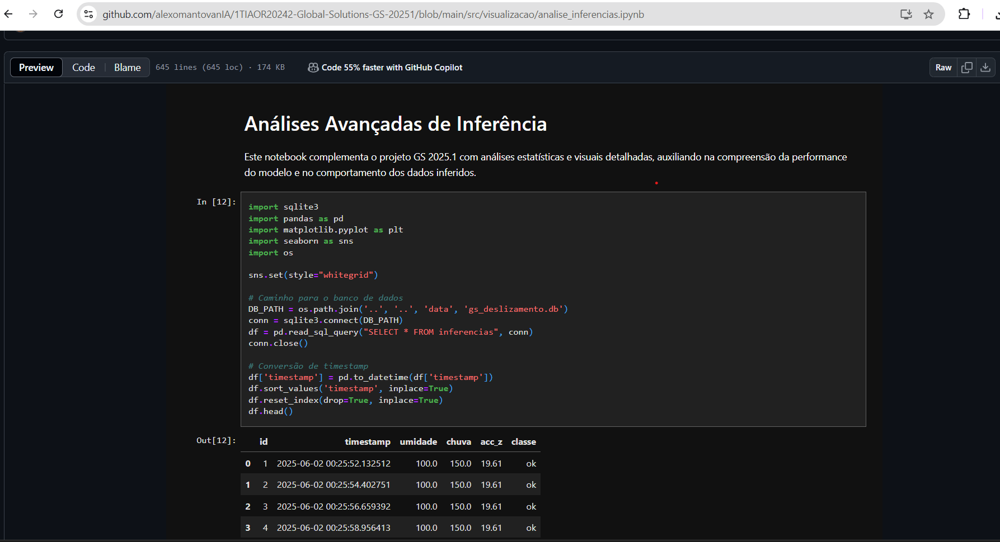 github.com/alexomantovanIA/1TIAOR20242-Global-Solutions-GS-20251/blob/main/src/visualizacao/analise_inferencias.ipynb
Preview Code Blame 645 lines (645 loc) · 174 KB Code 55% faster with GitHub Copilot Raw
Análises Avançadas de Inferência
Este notebook complementa o projeto GS 2025.1 com análises estatísticas e visuais detalhadas, auxiliando na compreensão da performance
do modelo e no comportamento dos dados inferidos.
In [12]:
import sqlite3
import pandas as pd
import matplotlib.pyplot as plt
import seaborn as sns
import os
sns.set(style="whitegrid")
# Caminho para o banco de dados
DB_PATH = os.path.join('..', '..', 'data', 'gs_deslizamento.db')
conn = sqlite3.connect(DB_PATH)
df = pd.read_sql_query("SELECT * FROM inferencias", conn)
conn.close()
# Conversão de timestamp
df['timestamp'] = pd.to_datetime(df['timestamp'])
df.sort_values('timestamp', inplace=True)
df.reset_index(drop=True, inplace=True)
df.head()
Out[12]: id timestamp umidade chuva acc_z classe
0 1 2025-06-02 00:25:52.132512 100.0 150.0 19.61 ok
1 2 2025-06-02 00:25:54.402751 100.0 150.0 19.61 ok
2 3 2025-06-02 00:25:56.659392 100.0 150.0 19.61 ok
3 4 2025-06-02 00:25:58.956413 100.0 150.0 19.61 ok